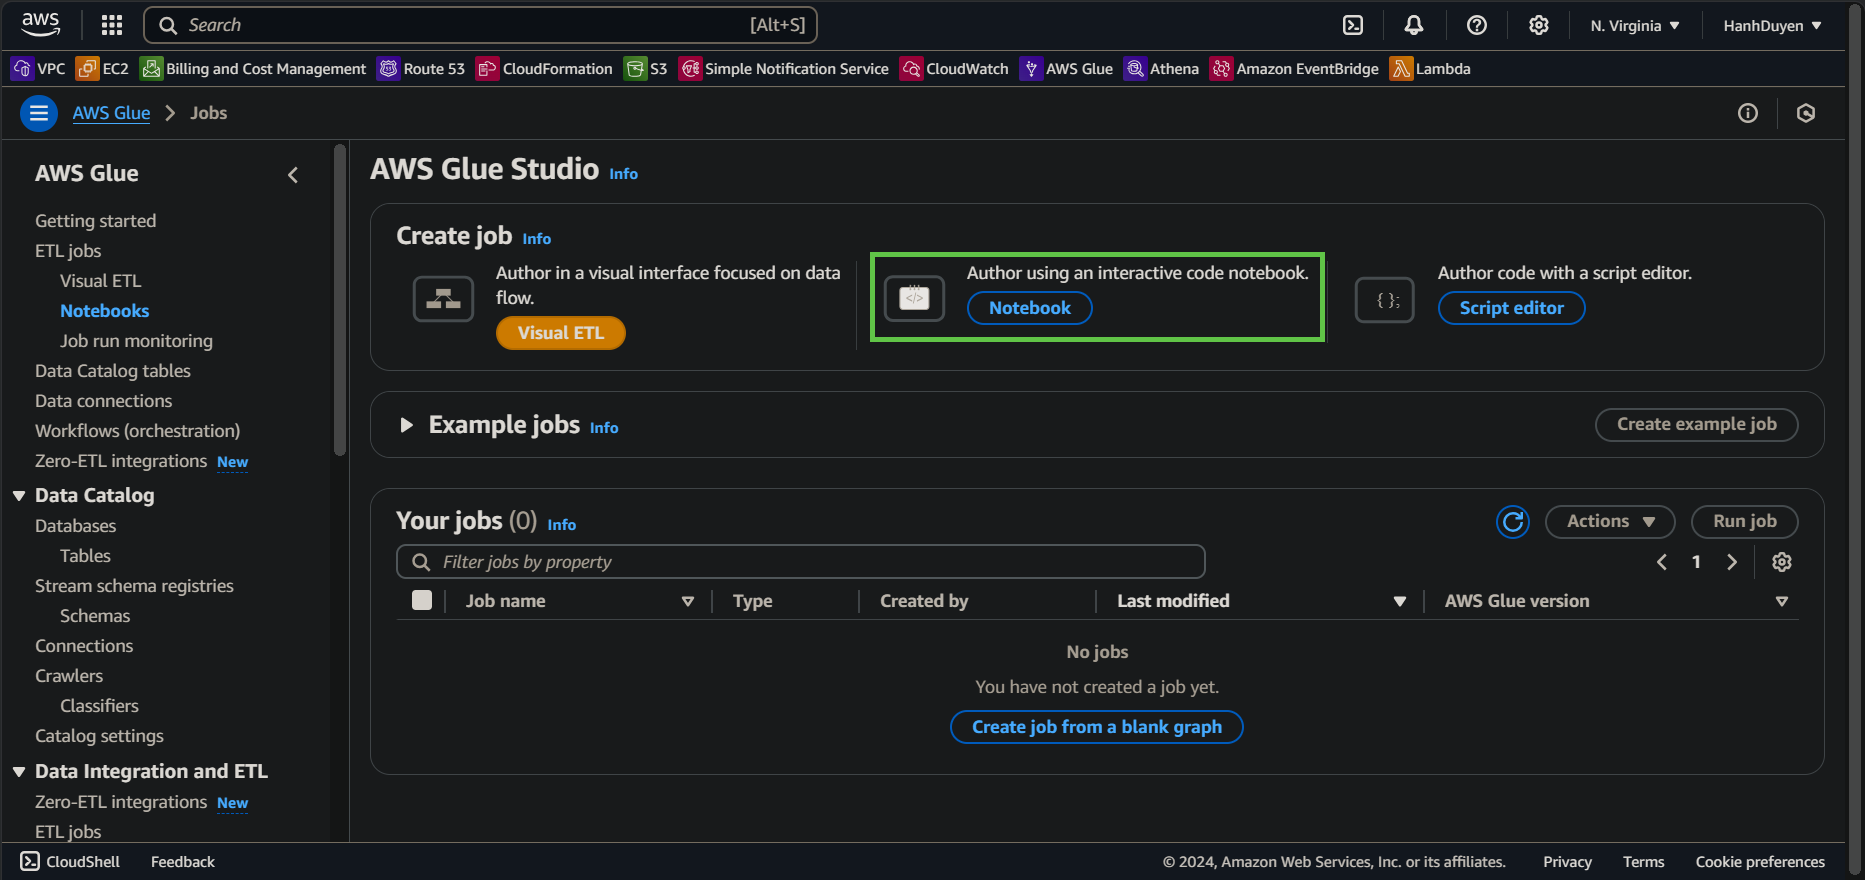 aws
Search [Alt+S]
N. Virginia ▼
HanhDuyen ▼
VPC EC2 Billing and Cost Management Route 53 CloudFormation S3 Simple Notification Service CloudWatch AWS Glue Athena Amazon EventBridge Lambda
AWS Glue > Jobs
AWS Glue
Getting started
ETL jobs
Visual ETL
Notebooks
Job run monitoring
Data Catalog tables
Data connections
Workflows (orchestration)
Zero-ETL integrations New
Data Catalog
Databases
Tables
Stream schema registries
Schemas
Connections
Crawlers
Classifiers
Catalog settings
Data Integration and ETL
Zero-ETL integrations New
ETL jobs
AWS Glue Studio Info
Create job Info
Author in a visual interface focused on data
flow.
Visual ETL
</>
Author using an interactive code notebook.
Notebook
{};
Author code with a script editor.
Script editor
Example jobs Info
Create example job
Your jobs (0) Info
Actions ▼
Run job
Filter jobs by property
< 1 >
Job name Type Created by Last modified AWS Glue version
No jobs
You have not created a job yet.
Create job from a blank graph
CloudShell Feedback
© 2024, Amazon Web Services, Inc. or its affiliates. Privacy Terms Cookie preferences